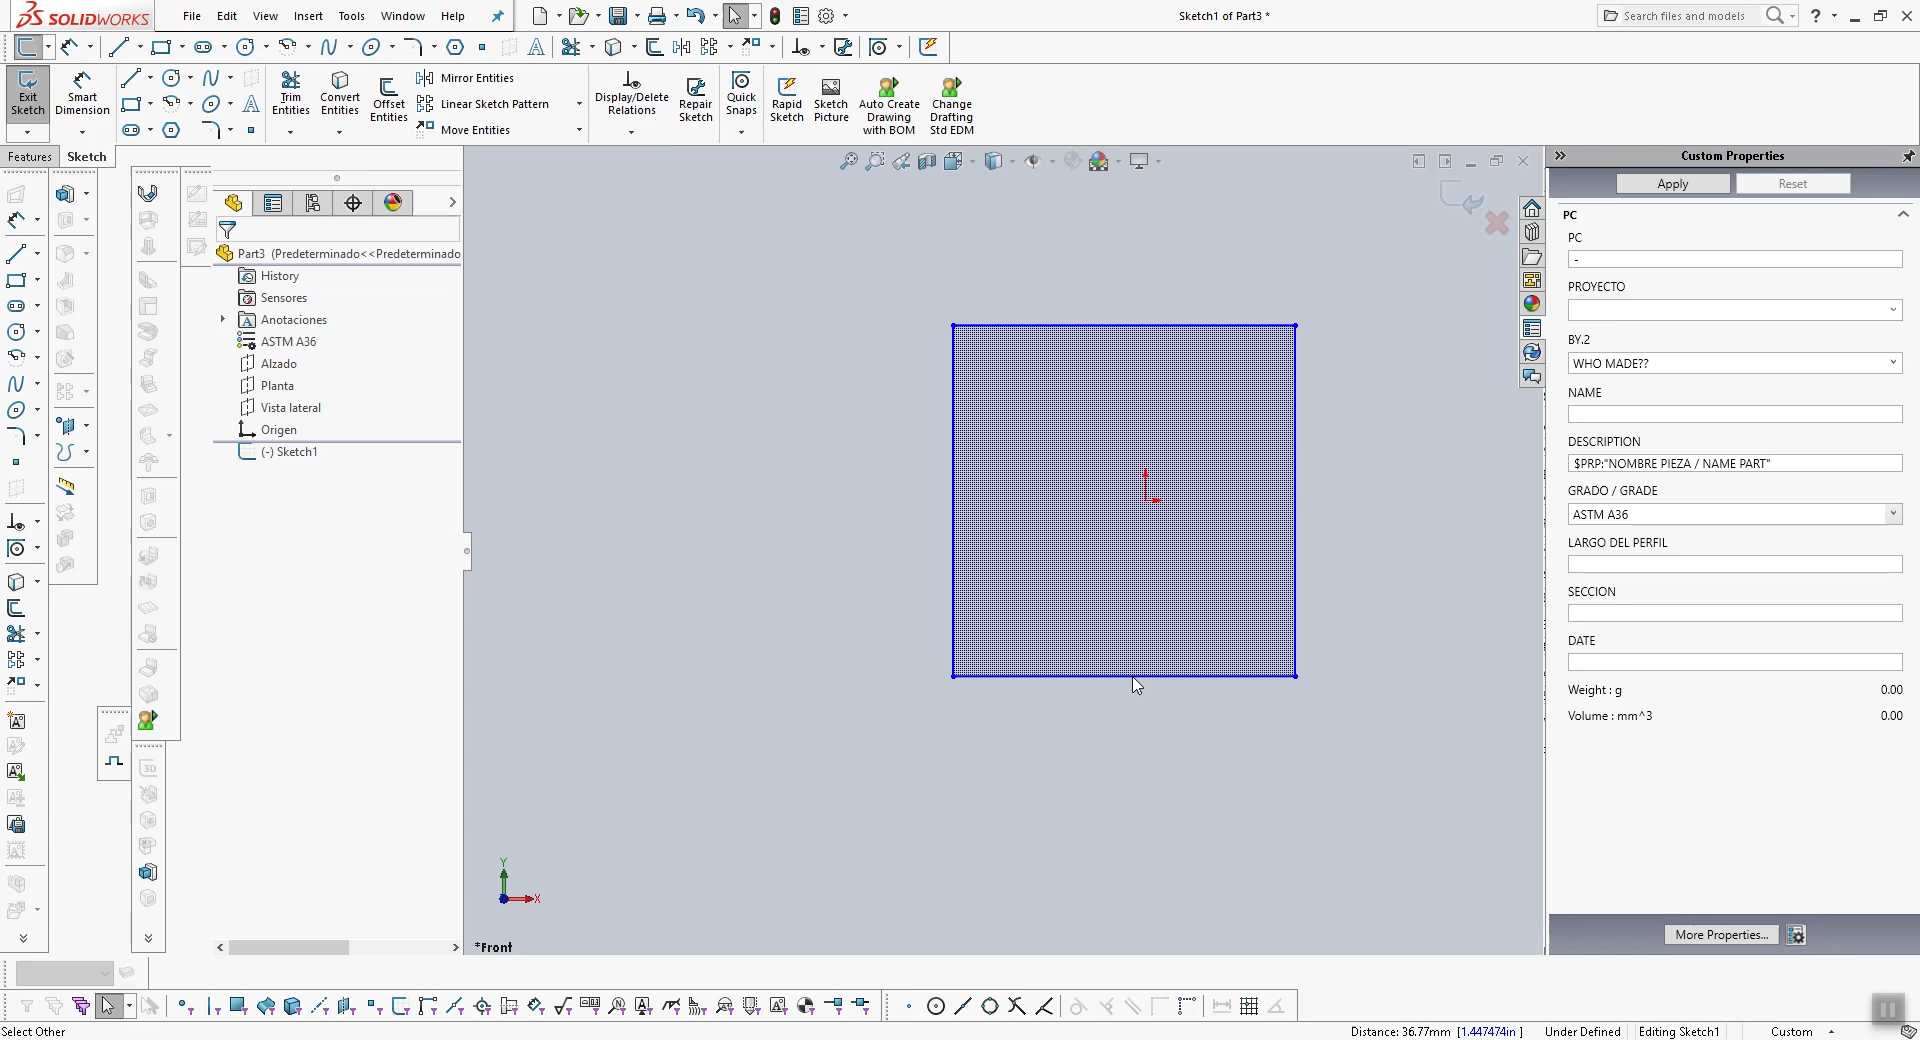 SOLIDWORKS
File Edit View Insert Tools Window Help
Sketch1 of Part3 *
Search files and models
Exit Sketch
Smart Dimension
Trim Entities
Convert Entities
Offset Entities
Mirror Entities
Linear Sketch Pattern
Move Entities
Display/Delete Relations
Repair Sketch
Quick Snaps
Rapid Sketch
Sketch Picture
Auto Create Drawing with BOM
Change Drafting Std EDM
Features Sketch
Part3 (Predeterminado<<Predeterminado
History
Sensores
Anotaciones
ASTM A36
Alzado
Planta
Vista lateral
Origen
(-) Sketch1
Y
X
*Front
Custom Properties
Apply Reset
PC
PC
-
PROYECTO
BY.2
WHO MADE??
NAME
DESCRIPTION
$PRP:"NOMBRE PIEZA / NAME PART"
GRADO / GRADE
ASTM A36
LARGO DEL PERFIL
SECCION
DATE
Weight : g 0.00
Volume : mm^3 0.00
More Properties...
Select Other
Distance: 36.77mm [1.447474in ] Under Defined Editing Sketch1 Custom